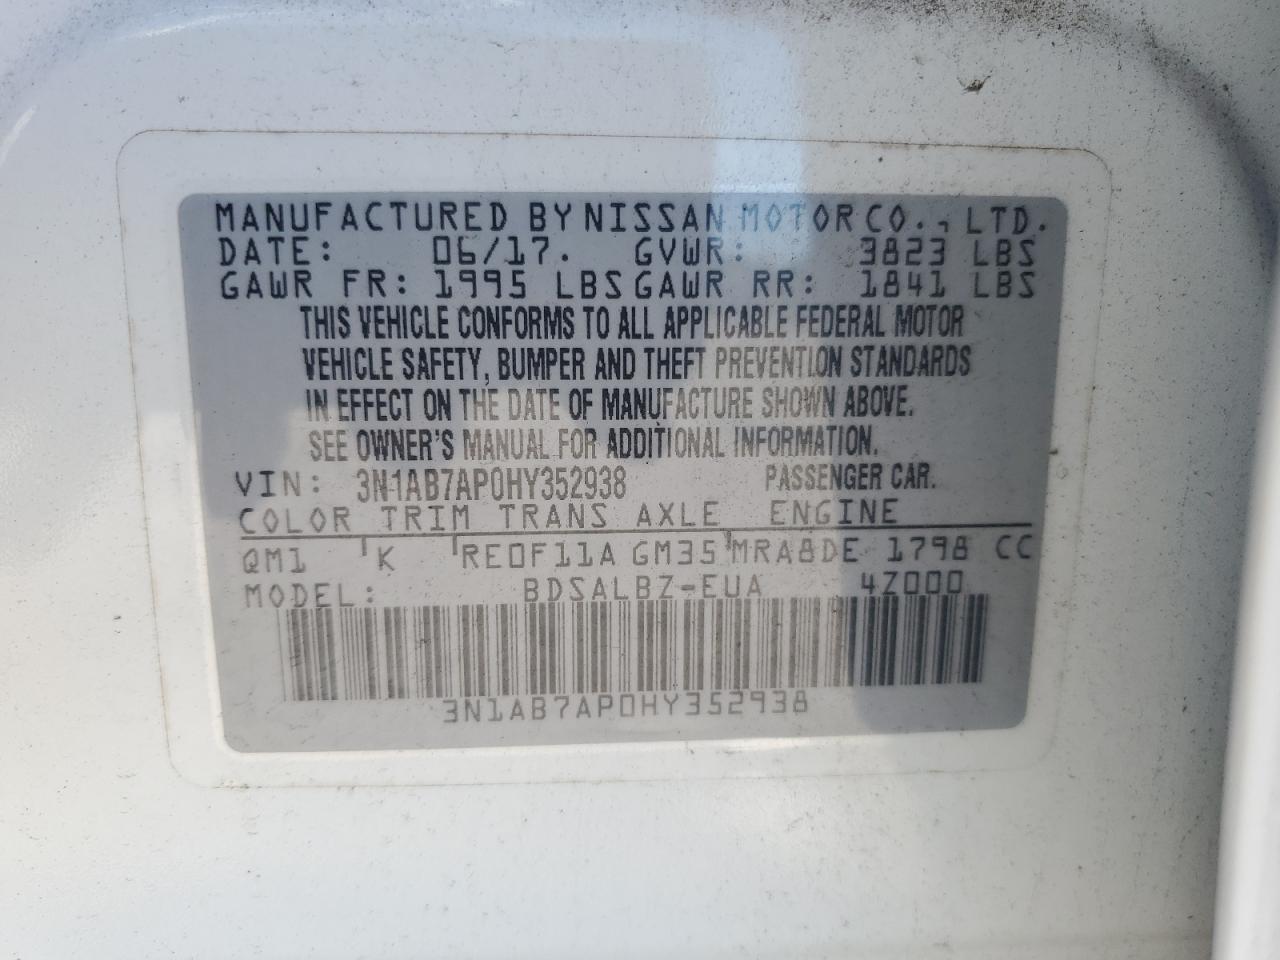 MANUFACTURED BY NISSAN MOTOR CO., LTD.
DATE: 06/17. GVWR: 3823 LBS
GAWR FR: 1995 LBS GAWR RR: 1841 LBS
THIS VEHICLE CONFORMS TO ALL APPLICABLE FEDERAL MOTOR
VEHICLE SAFETY, BUMPER AND THEFT PREVENTION STANDARDS
IN EFFECT ON THE DATE OF MANUFACTURE SHOWN ABOVE.
SEE OWNER'S MANUAL FOR ADDITIONAL INFORMATION.
VIN: 3N1AB7AP0HY352938 PASSENGER CAR.
COLOR TRIM TRANS AXLE ENGINE
QM1 K RE0F11A GM35 MRA8DE 1798 CC
MODEL: BDSALBZ-EUA 4Z000
3N1AB7AP0HY352938